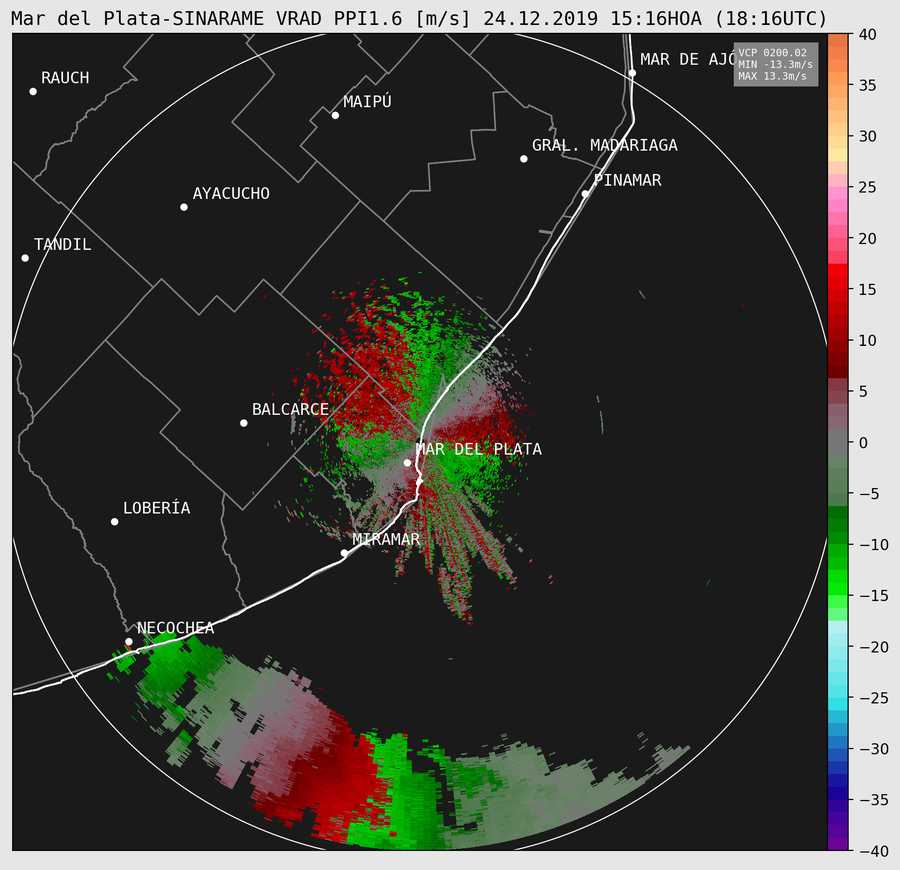 Mar del Plata-SINARAME VRAD PPI1.6 [m/s] 24.12.2019 15:16HOA (18:16UTC)
VCP 0200.02
MIN -13.3m/s
MAX 13.3m/s
MAR DE AJÓ
RAUCH
MAIPÚ
GRAL. MADARIAGA
PINAMAR
AYACUCHO
TANDIL
BALCARCE
MAR DEL PLATA
LOBERÍA
MIRAMAR
NECOCHEA
40
35
30
25
20
15
10
5
0
−5
−10
−15
−20
−25
−30
−35
−40